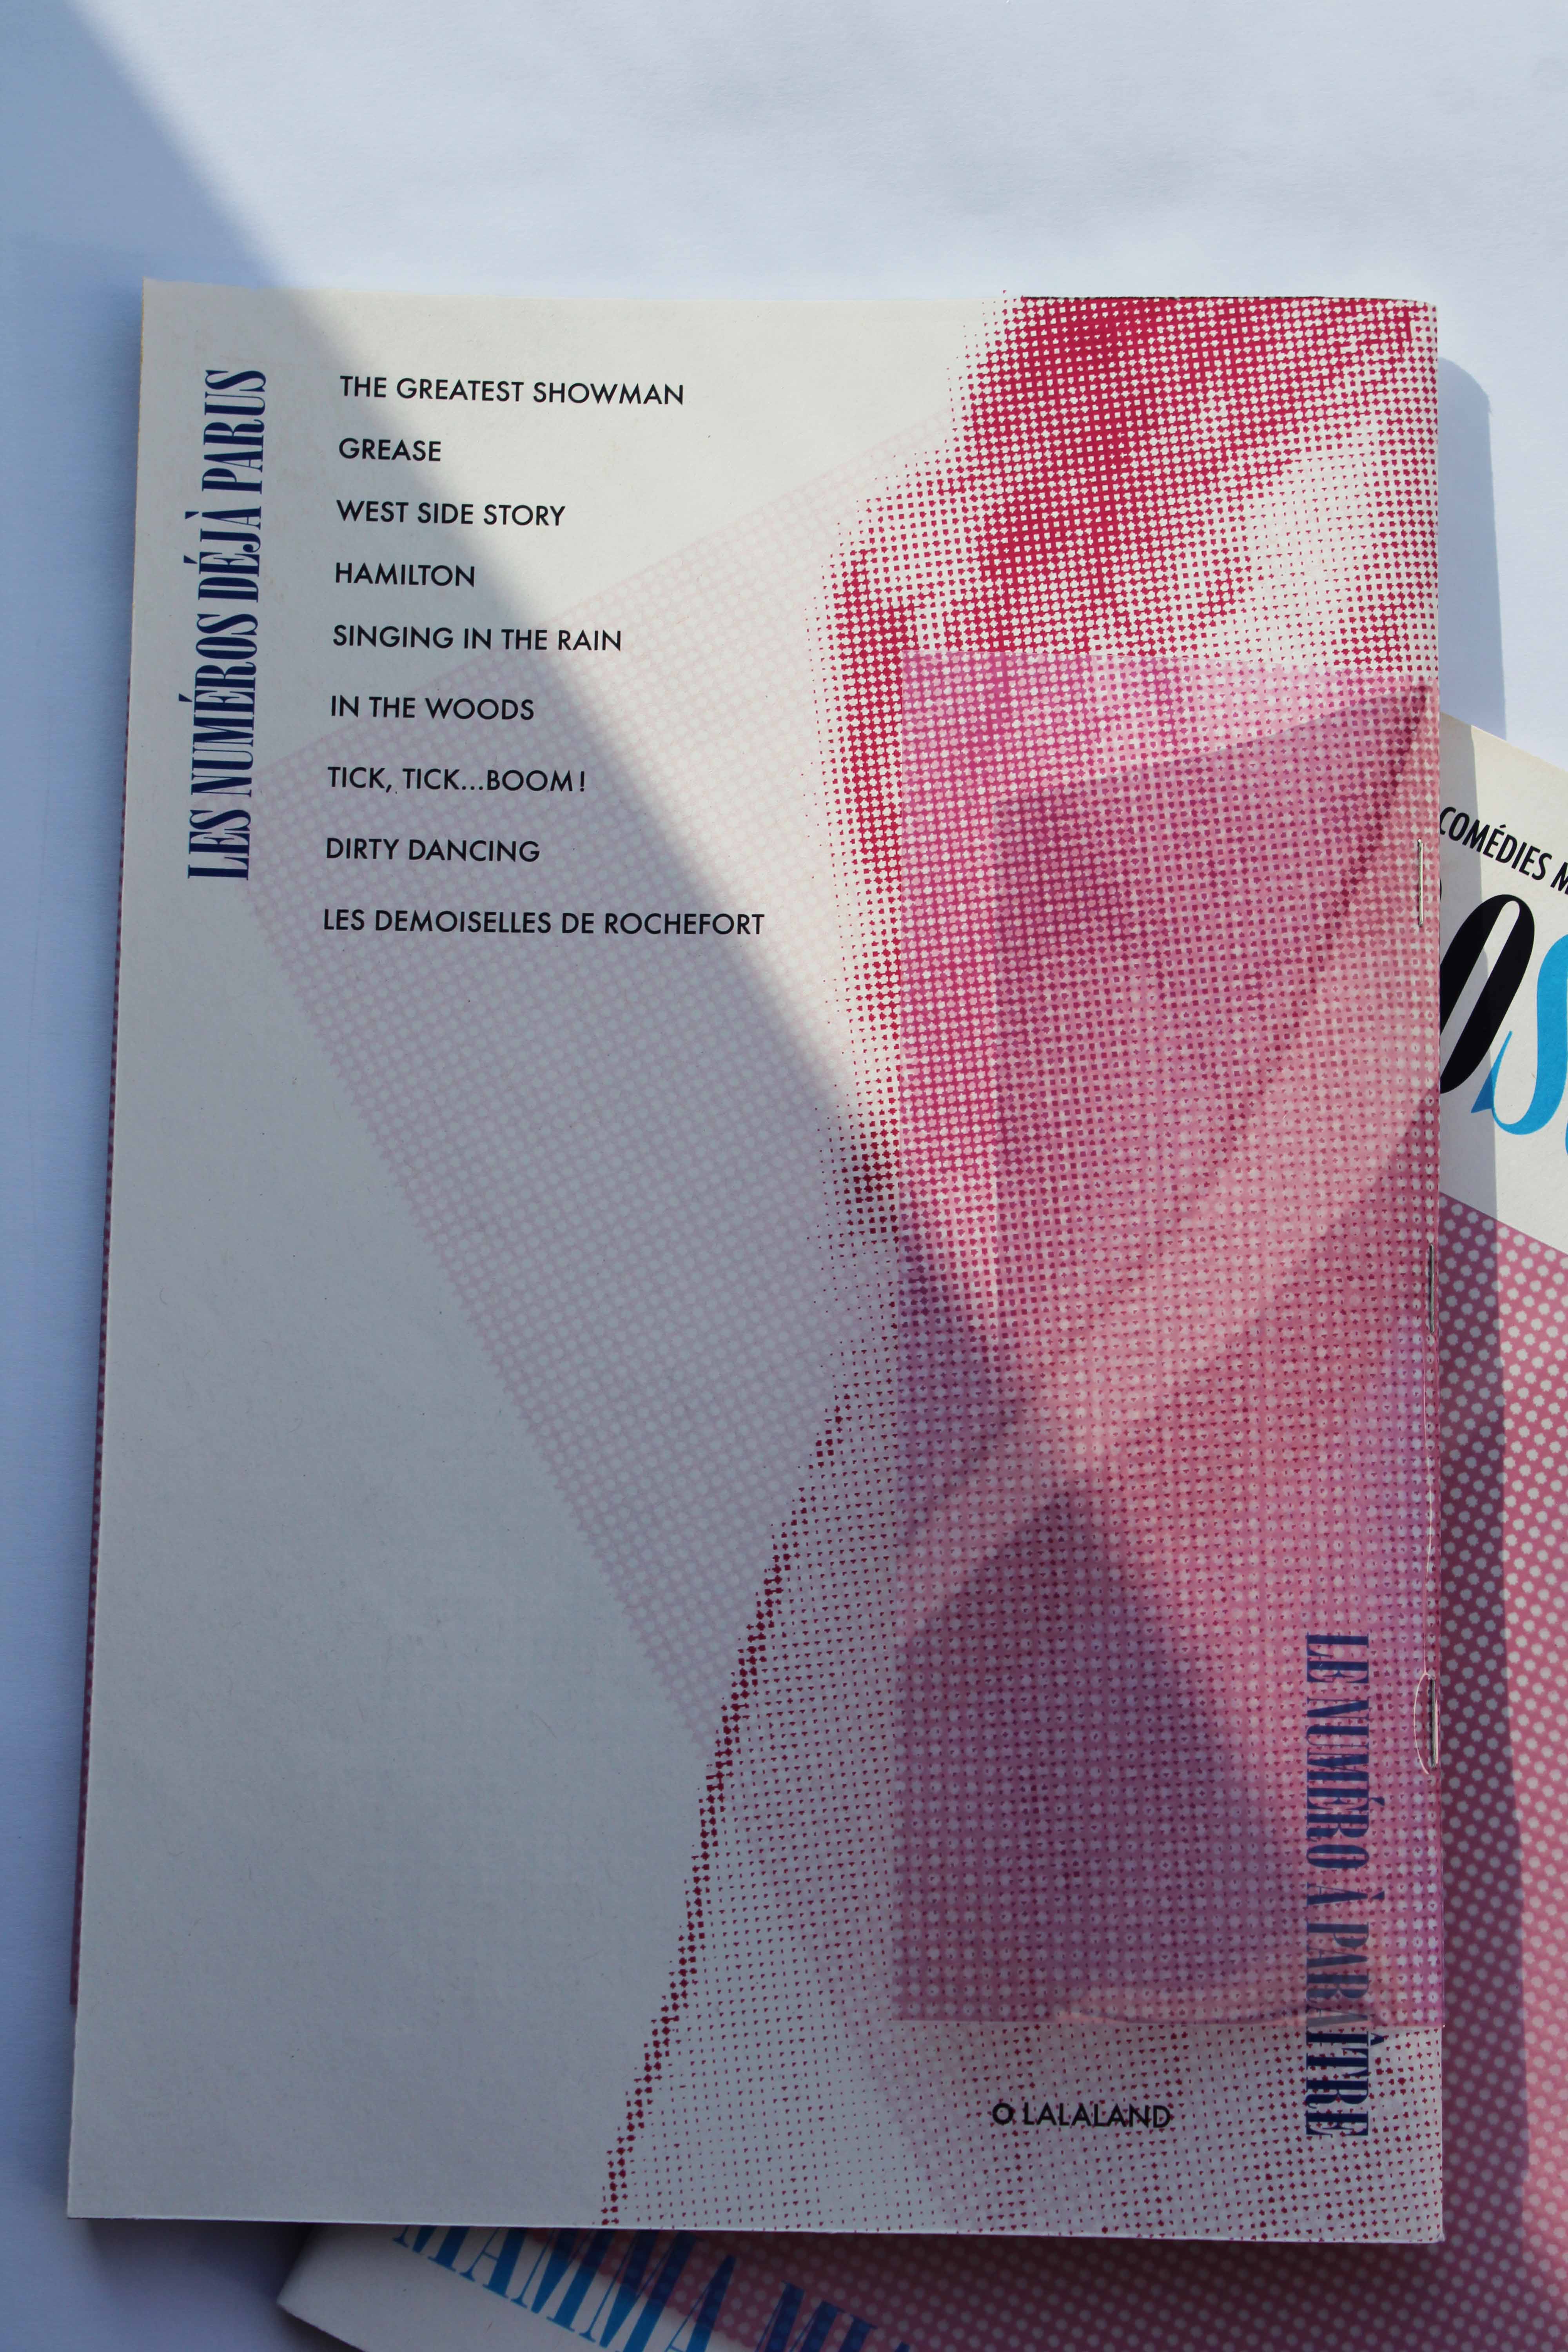 LES NUMÉROS DÉJÀ PARUS
THE GREATEST SHOWMAN
GREASE
WEST SIDE STORY
HAMILTON
SINGING IN THE RAIN
IN THE WOODS
TICK, TICK...BOOM!
DIRTY DANCING
LES DEMOISELLES DE ROCHEFORT
LE NUMÉRO À PARAÎTRE
O LALALAND
COMÉDIES M
OS
MAMMA MI